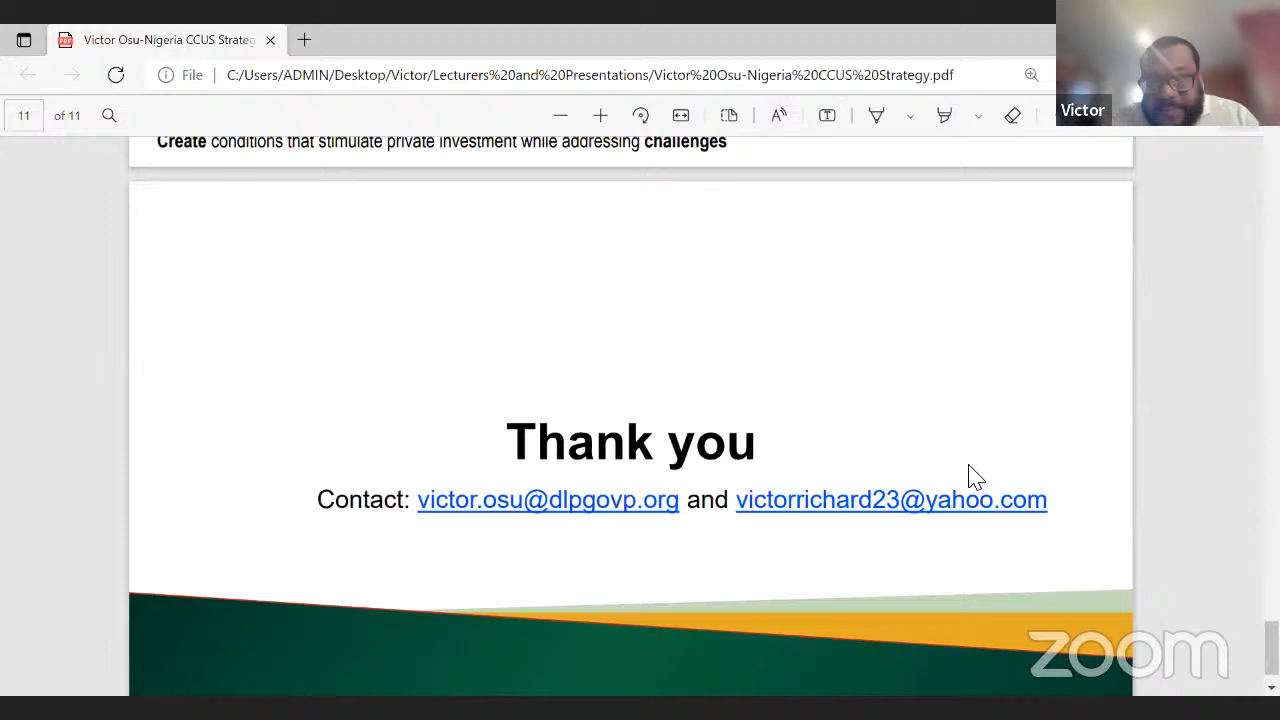 Victor Osu-Nigeria CCUS Strateg
File C:/Users/ADMIN/Desktop/Victor/Lecturers%20and%20Presentations/Victor%20Osu-Nigeria%20CCUS%20Strategy.pdf
11 of 11
Victor
Create conditions that stimulate private investment while addressing challenges
Thank you
Contact: victor.osu@dlpgovp.org and victorrichard23@yahoo.com
zoom